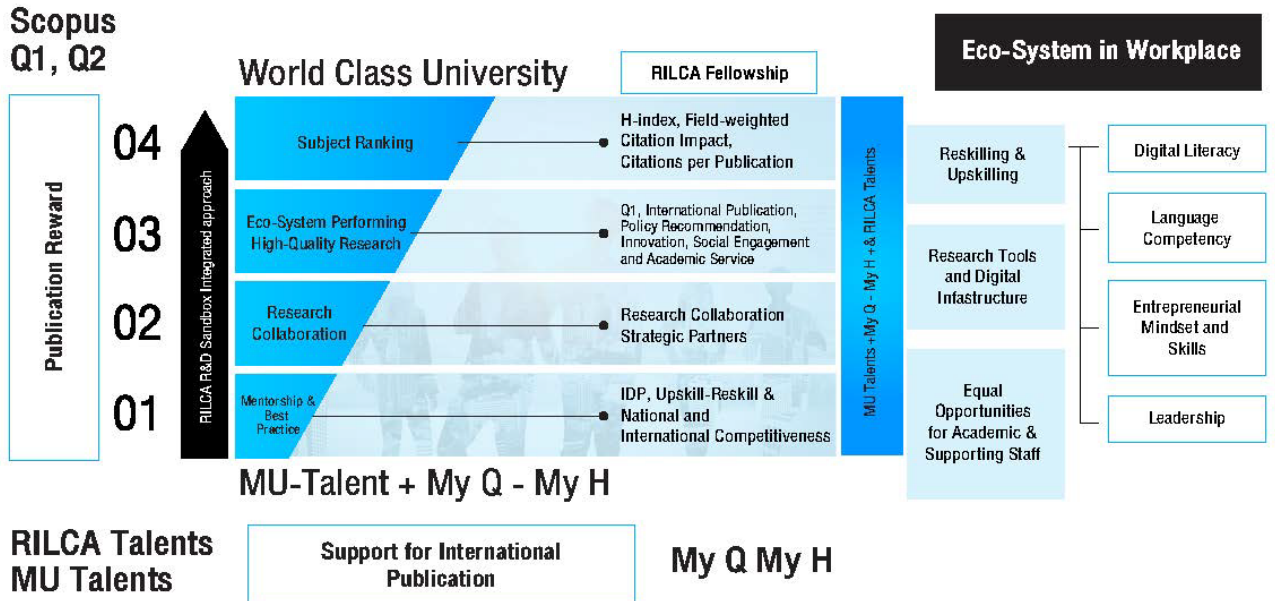 Scopus
Q1, Q2
World Class University
RILCA Fellowship
Eco-System in Workplace
Publication Reward
04
03
02
01
RILCA R&D Sandbox Integrated approach
Subject Ranking
H-index, Field-weighted
Citation Impact,
Citations per Publication
Eco-System Performing
High-Quality Research
Q1, International Publication,
Policy Recommendation,
Innovation, Social Engagement
and Academic Service
Research
Collaboration
Research Collaboration
Strategic Partners
Mentorship &
Best
Practice
IDP, Upskill-Reskill &
National and
International Competitiveness
MU Talents +My Q - My H +& RILCA Talents
Reskilling &
Upskilling
Research Tools
and Digital
Infastructure
Equal
Opportunities
for Academic &
Supporting Staff
Digital Literacy
Language
Competency
Entrepreneurial
Mindset and
Skills
Leadership
MU-Talent + My Q - My H
RILCA Talents
MU Talents
Support for International
Publication
My Q My H